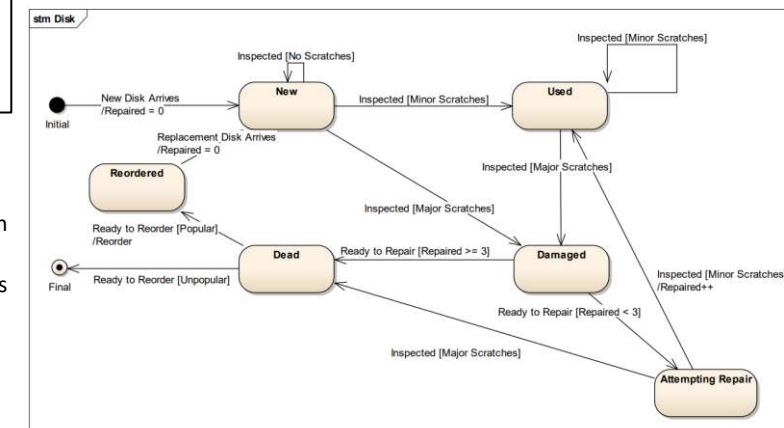 stm Disk
Inspected [No Scratches]
Inspected [Minor Scratches]
New
Used
New Disk Arrives
/Repaired = 0
Inspected [Minor Scratches]
Initial
Replacement Disk Arrives
/Repaired = 0
Inspected [Major Scratches]
Reordered
Inspected [Major Scratches]
Ready to Reorder [Popular]
/Reorder
Dead
Ready to Repair [Repaired >= 3]
Damaged
Final
Ready to Reorder [Unpopular]
Inspected [Minor Scratches
/Repaired++
Ready to Repair [Repaired < 3]
Inspected [Major Scratches]
Attempting Repair